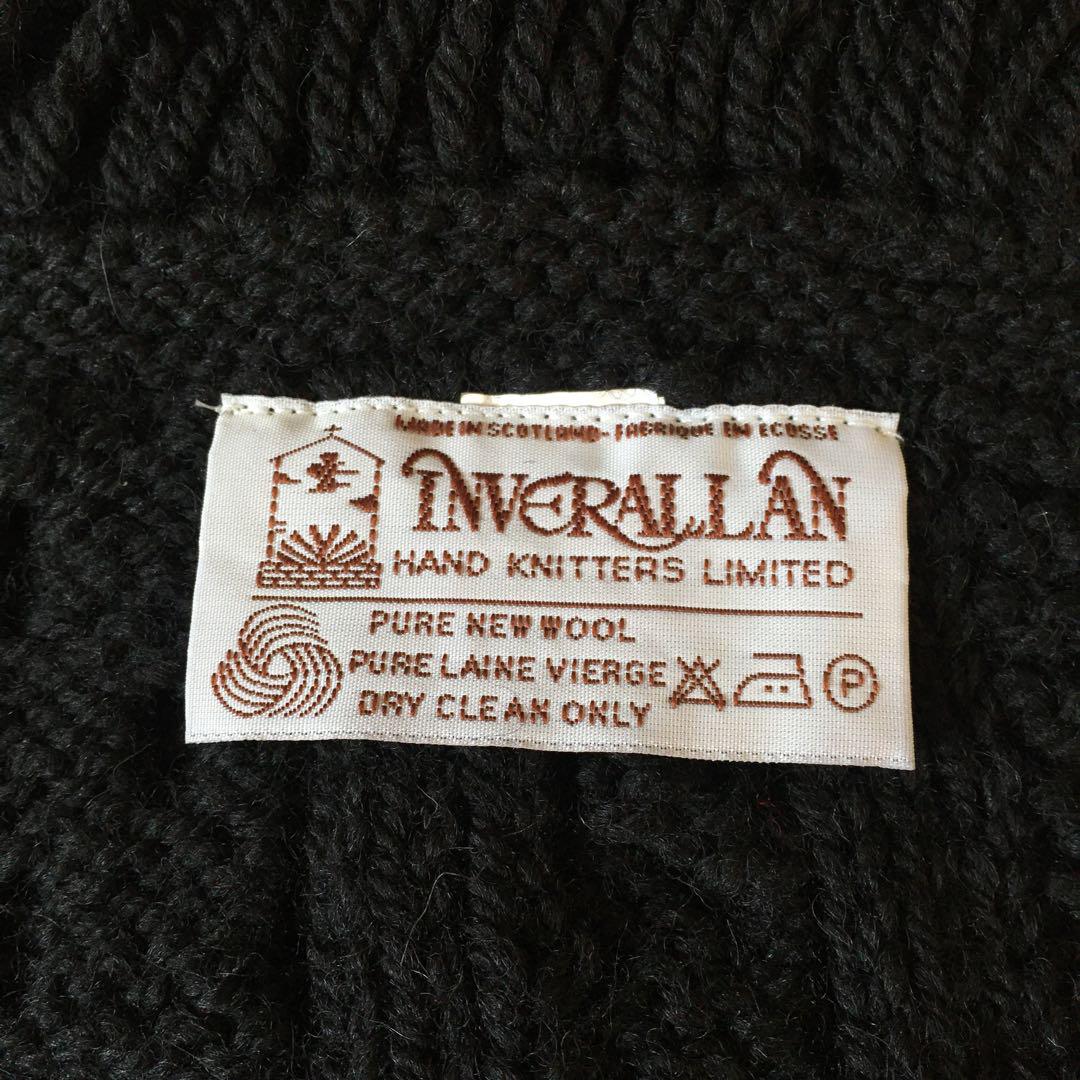 MADE IN SCOTLAND - FABRIQUE EN ECOSSE
INVERALLAN
HAND KNITTERS LIMITED
PURE NEW WOOL
PURE LAINE VIERGE
DRY CLEAN ONLY
P